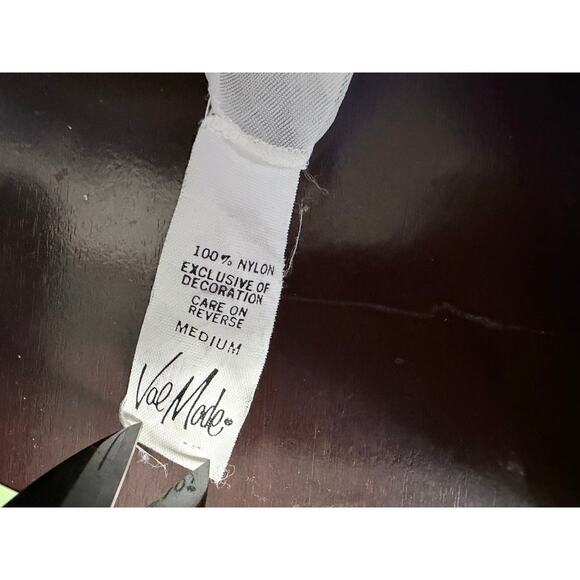 100% NYLON
EXCLUSIVE OF
DECORATION
CARE ON
REVERSE
MEDIUM
Val Mode